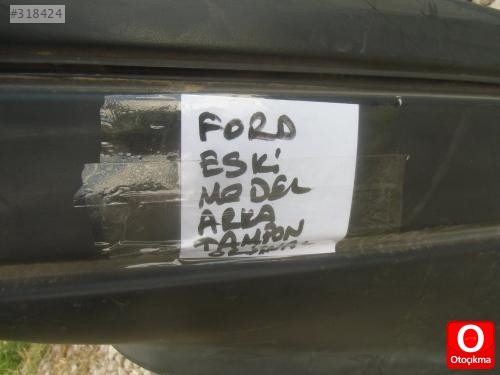 #318424
FORD
ESKi
MODEL
ARKA
TAMPON
O
Otoçıkma